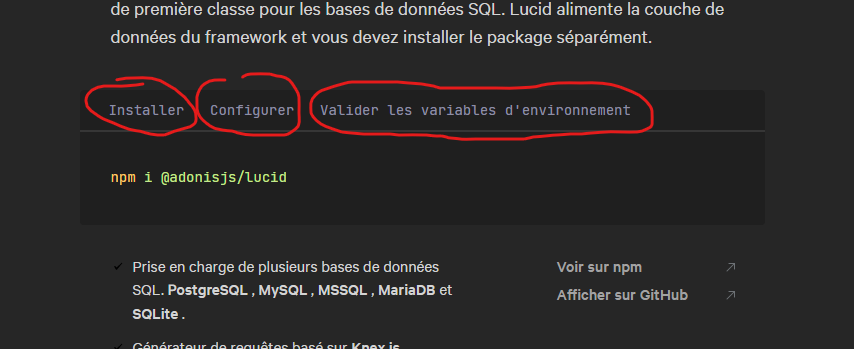 de première classe pour les bases de données SQL. Lucid alimente la couche de
données du framework et vous devez installer le package séparément.
Installer Configurer Valider les variables d'environnement
npm i @adonisjs/lucid
Prise en charge de plusieurs bases de données
SQL. PostgreSQL , MySQL , MSSQL , MariaDB et
SQLite .
Générateur de requêtes basé sur Knex.js
Voir sur npm
Afficher sur GitHub